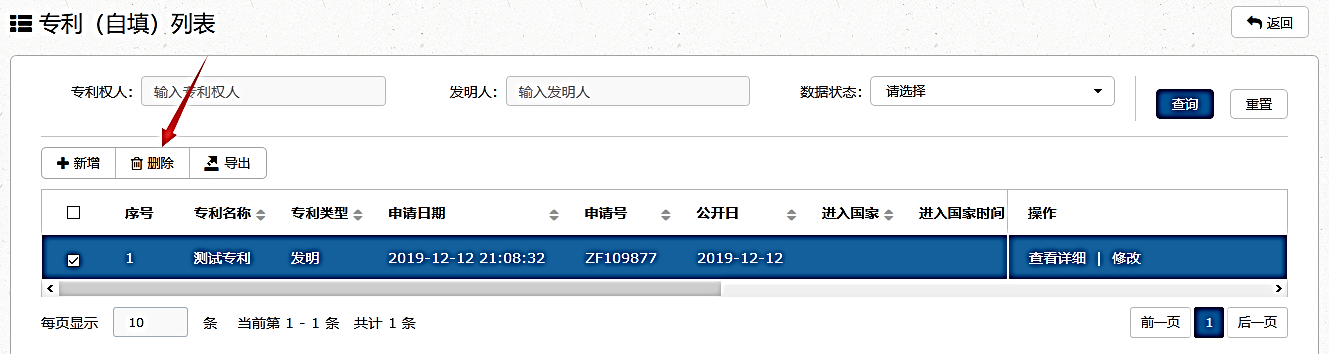 专利（自填）列表
返回
专利权人： 输入专利权人 发明人： 输入发明人 数据状态： 请选择 查询 重置
新增 删除 导出
序号 专利名称 专利类型 申请日期 申请号 公开日 进入国家 进入国家时间 操作
1 测试专利 发明 2019-12-12 21:08:32 ZF109877 2019-12-12 查看详细 | 修改
每页显示 10 条 当前第 1 - 1 条 共计 1 条 前一页 1 后一页